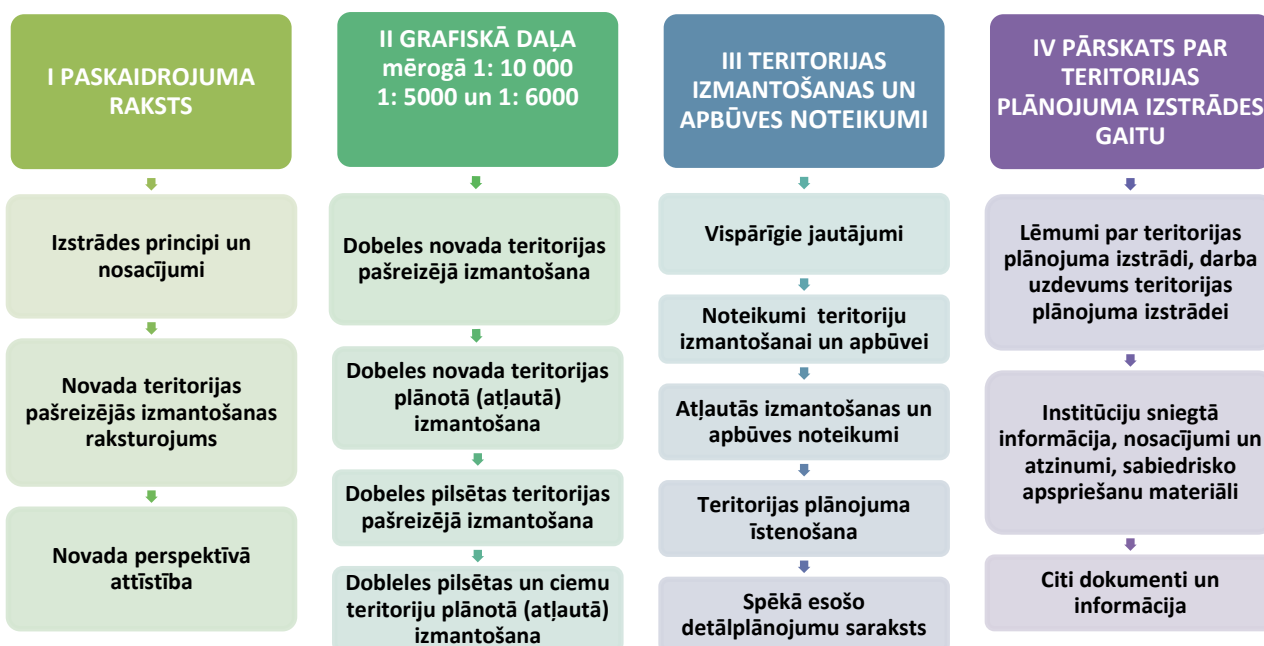 I PASKAIDROJUMA
RAKSTS
Izstrādes principi un
nosacījumi
Novada teritorijas
pašreizējās izmantošanas
raksturojums
Novada perspektīvā
attīstība
II GRAFISKĀ DAĻA
mērogā 1: 10 000
1: 5000 un 1: 6000
Dobeles novada teritorijas
pašreizējā izmantošana
Dobeles novada teritorijas
plānotā (atļautā)
izmantošana
Dobeles pilsētas teritorijas
pašreizējā izmantošana
Dobleles pilsētas un ciemu
teritoriju plānotā (atļautā)
izmantošana
III TERITORIJAS
IZMANTOŠANAS UN
APBŪVES NOTEIKUMI
Vispārīgie jautājumi
Noteikumi teritoriju
izmantošanai un apbūvei
Atļautās izmantošanas un
apbūves noteikumi
Teritorijas plānojuma
īstenošana
Spēkā esošo
detālplānojumu saraksts
IV PĀRSKATS PAR
TERITORIJAS
PLĀNOJUMA IZSTRĀDES
GAITU
Lēmumi par teritorijas
plānojuma izstrādi, darba
uzdevums teritorijas
plānojuma izstrādei
Institūciju sniegtā
informācija, nosacījumi un
atzinumi, sabiedrisko
apspriešanu materiāli
Citi dokumenti un
informācija